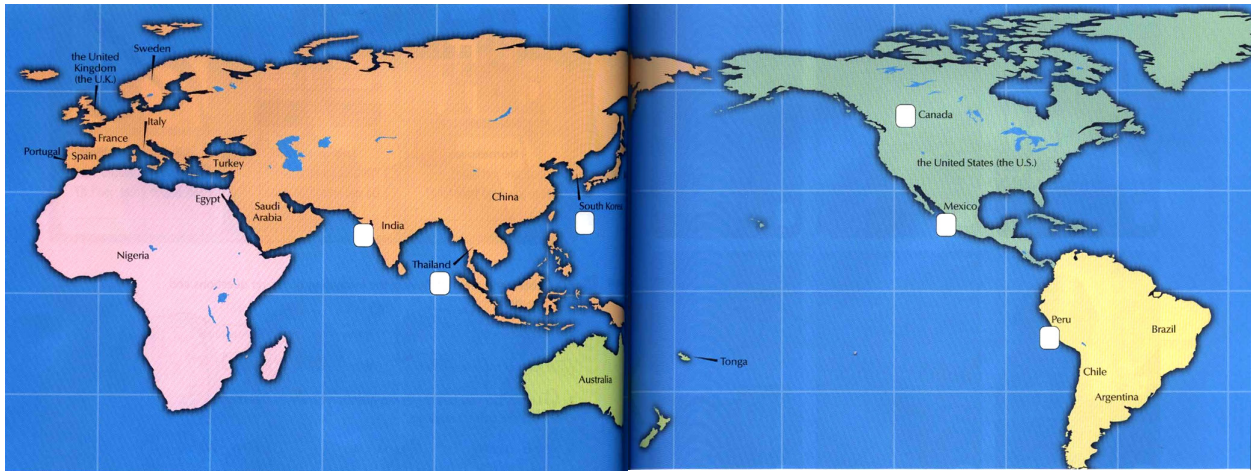 Sweden
the United
Kingdom
(the U.K.)
Italy
France
Portugal
Spain
Turkey
Egypt
Saudi
Arabia
China
South
India
Nigeria
Thailand
Australia
Canada
the United States (the U.S.)
Mexico
Peru
Brazil
Tonga
Chile
Argentina